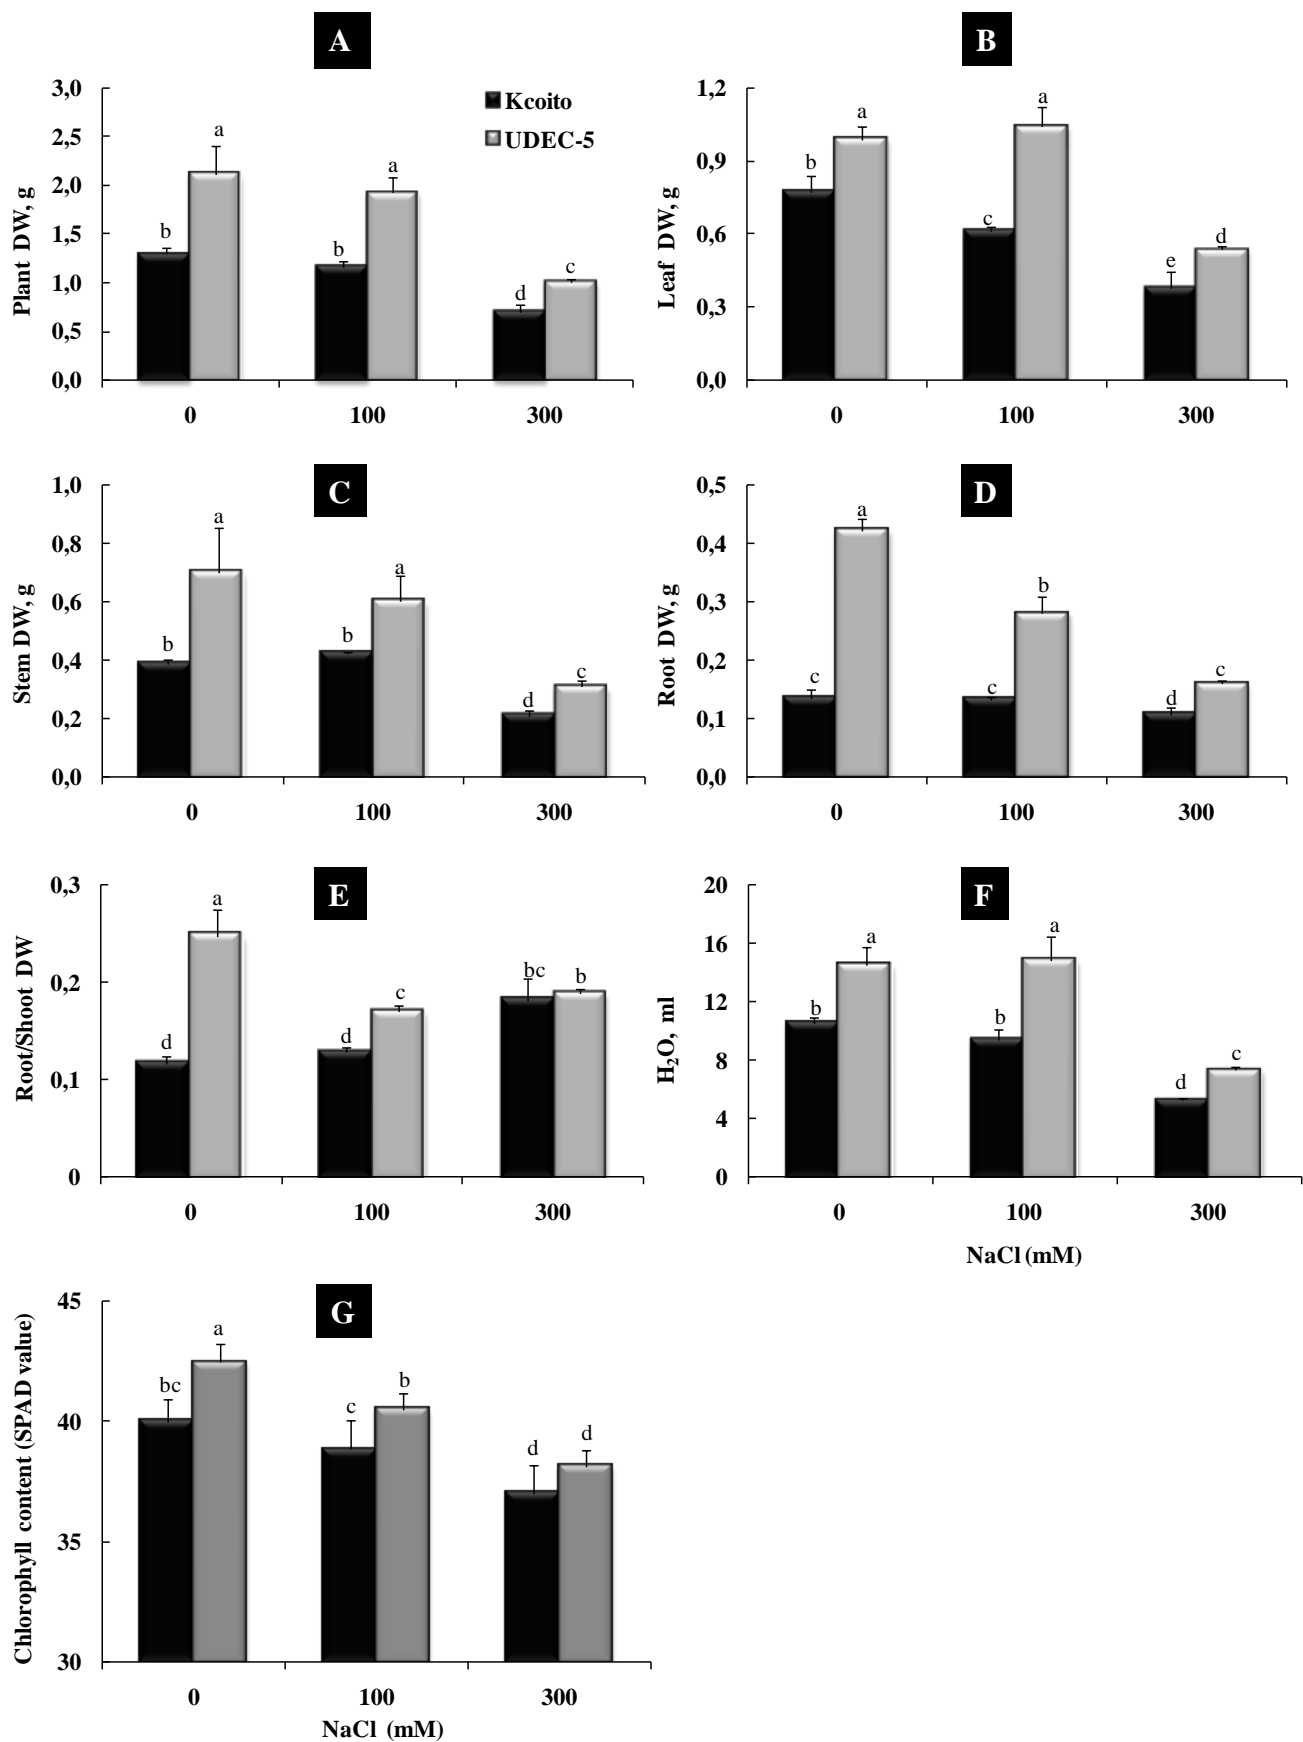 A
Plant DW, g
3,0
2,5
2,0
1,5
1,0
0,5
0,0
Kcoito
UDEC-5
b
a
b
a
d
c
0
100
300
B
Leaf DW, g
1,2
0,9
0,6
0,3
0,0
b
a
c
a
e
d
0
100
300
C
Stem DW, g
1,0
0,8
0,6
0,4
0,2
0,0
b
a
b
a
d
c
0
100
300
D
Root DW, g
0,5
0,4
0,3
0,2
0,1
0,0
c
a
c
b
d
c
0
100
300
E
Root/Shoot DW
0,3
0,2
0,1
0
d
a
d
c
bc
b
0
100
300
F
H₂O, ml
20
16
12
8
4
0
b
a
b
a
d
c
0
100
300
NaCl (mM)
G
Chlorophyll content (SPAD value)
45
40
35
30
bc
a
c
b
d
d
0
100
300
NaCl (mM)